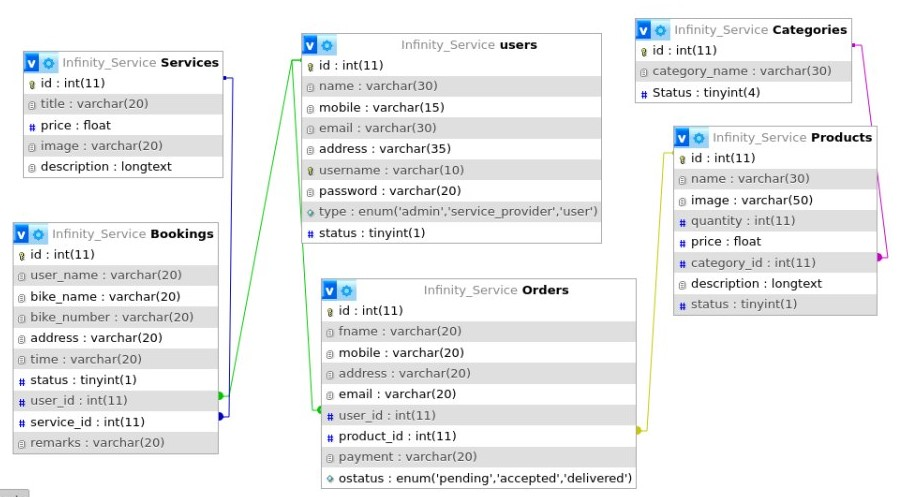 Infinity_Service Services
id : int(11)
title : varchar(20)
price : float
image : varchar(20)
description : longtext
Infinity_Service users
id : int(11)
name : varchar(30)
mobile : varchar(15)
email : varchar(30)
address : varchar(35)
username : varchar(10)
password : varchar(20)
type : enum('admin','service_provider','user')
status : tinyint(1)
Infinity_Service Categories
id : int(11)
category_name : varchar(30)
Status : tinyint(4)
Infinity_Service Products
id : int(11)
name : varchar(30)
image : varchar(50)
quantity : int(11)
price : float
category_id : int(11)
description : longtext
status : tinyint(1)
Infinity_Service Bookings
id : int(11)
user_name : varchar(20)
bike_name : varchar(20)
bike_number : varchar(20)
address : varchar(20)
time : varchar(20)
status : tinyint(1)
user_id : int(11)
service_id : int(11)
remarks : varchar(20)
Infinity_Service Orders
id : int(11)
fname : varchar(20)
mobile : varchar(20)
address : varchar(20)
email : varchar(20)
user_id : int(11)
product_id : int(11)
payment : varchar(20)
ostatus : enum('pending','accepted','delivered')